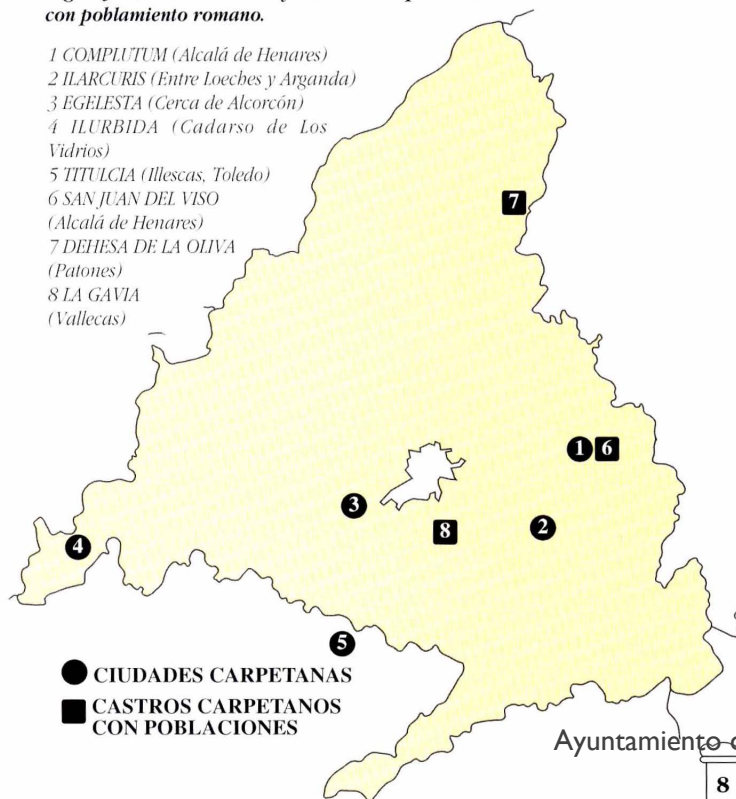 con poblamiento romano.
1 COMPLUTUM (Alcalá de Henares)
2 ILARCURIS (Entre Loeches y Arganda)
3 EGELESTA (Cerca de Alcorcón)
4 ILURBIDA (Cadarso de Los
Vidrios)
5 TITULCIA (Illescas, Toledo)
6 SAN JUAN DEL VISO
(Alcalá de Henares)
7 DEHESA DE LA OLIVA
(Patones)
8 LA GAVIA
(Vallecas)
7
1 6
3
8
2
4
5
CIUDADES CARPETANAS
CASTROS CARPETANOS
CON POBLACIONES
Ayuntamiento
8